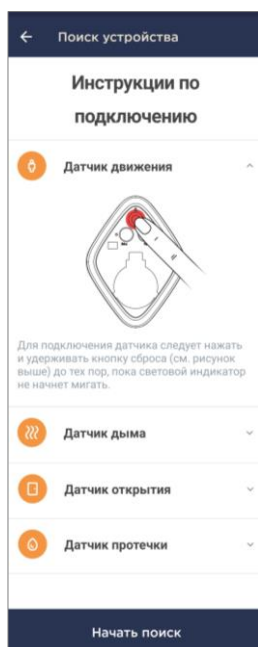 Поиск устройства
Инструкции по
подключению
Датчик движения
Для подключения датчика следует нажать
и удерживать кнопку сброса (см. рисунок
выше) до тех пор, пока световой индикатор
не начнет мигать.
Датчик дыма
Датчик открытия
Датчик протечки
Начать поиск